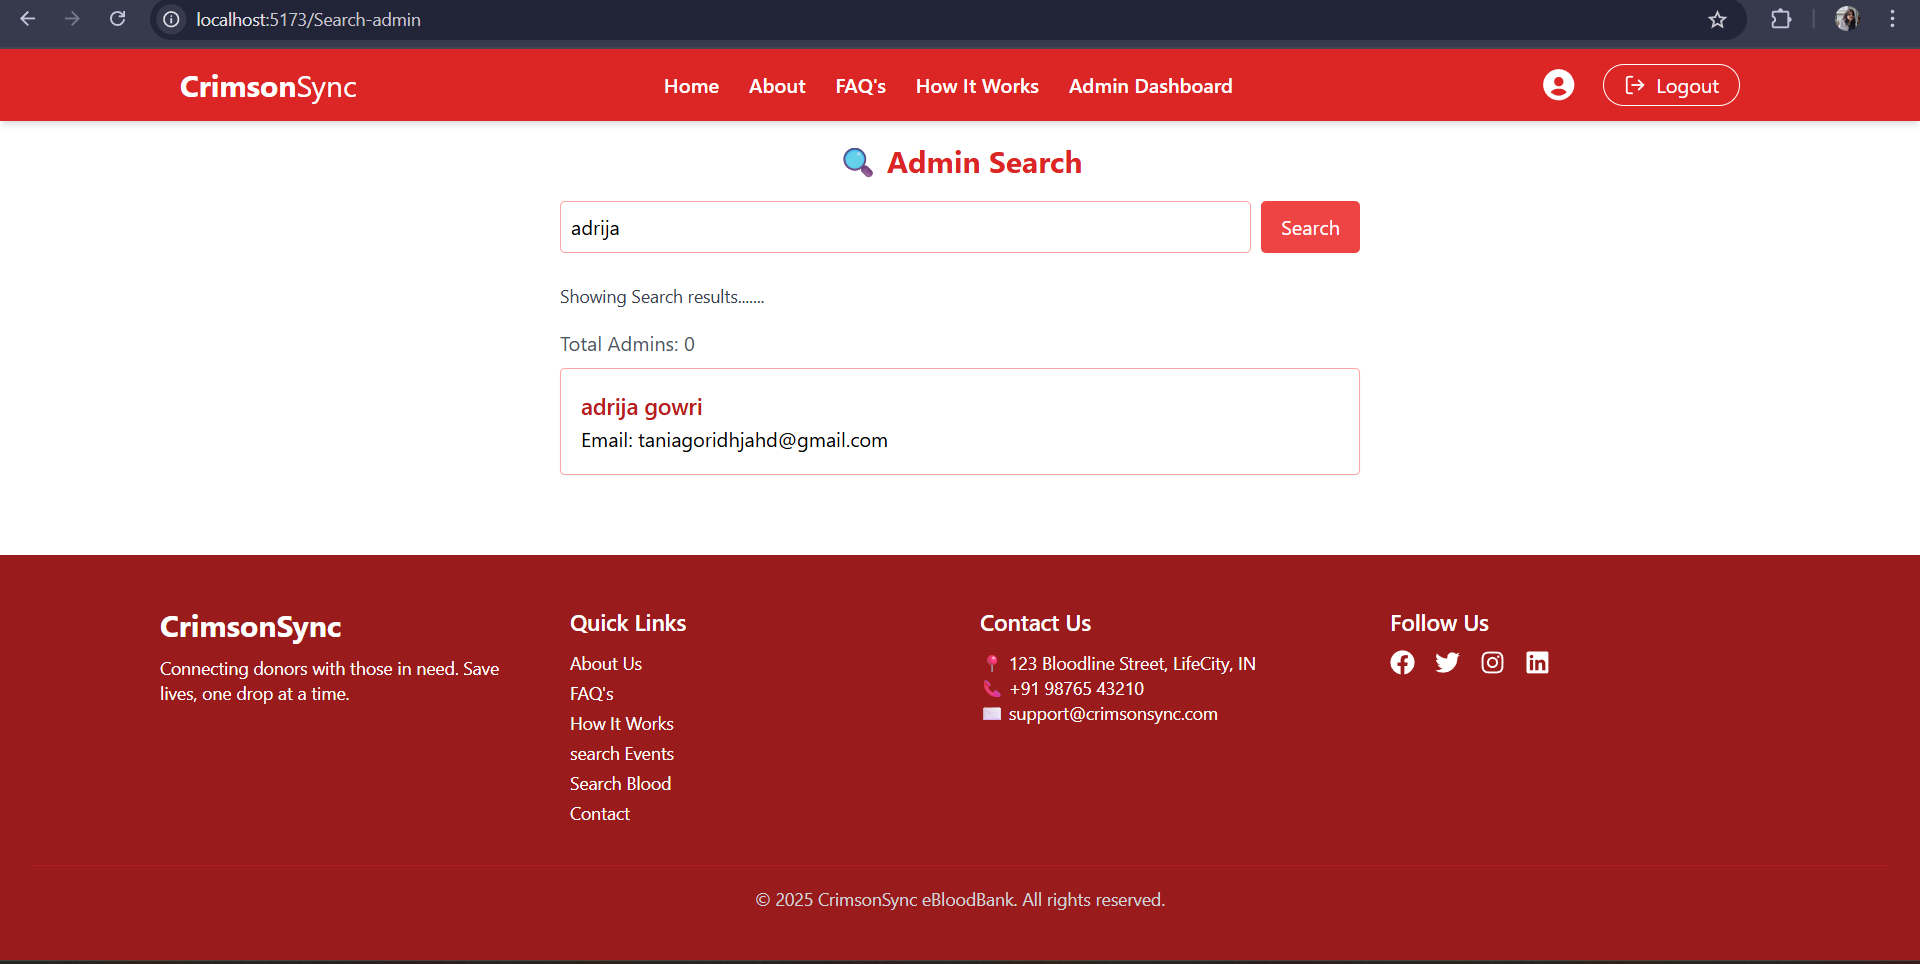 localhost:5173/Search-admin
CrimsonSync
Home About FAQ's How It Works Admin Dashboard
Logout
Admin Search
adrija
Search
Showing Search results.......
Total Admins: 0
adrija gowri
Email: taniagoridhjahd@gmail.com
CrimsonSync
Connecting donors with those in need. Save
lives, one drop at a time.
Quick Links
About Us
FAQ's
How It Works
search Events
Search Blood
Contact
Contact Us
123 Bloodline Street, LifeCity, IN
+91 98765 43210
support@crimsonsync.com
Follow Us
© 2025 CrimsonSync eBloodBank. All rights reserved.